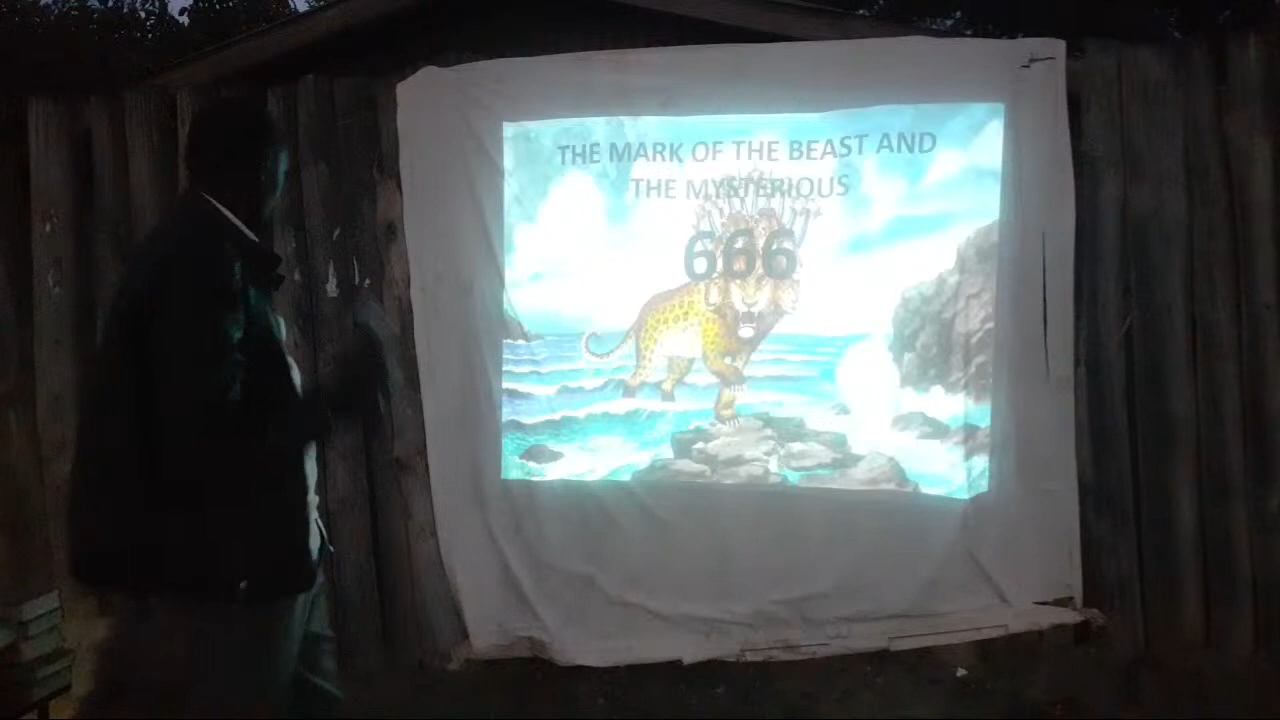 THE MARK OF THE BEAST AND
THE MYSTERIOUS
666